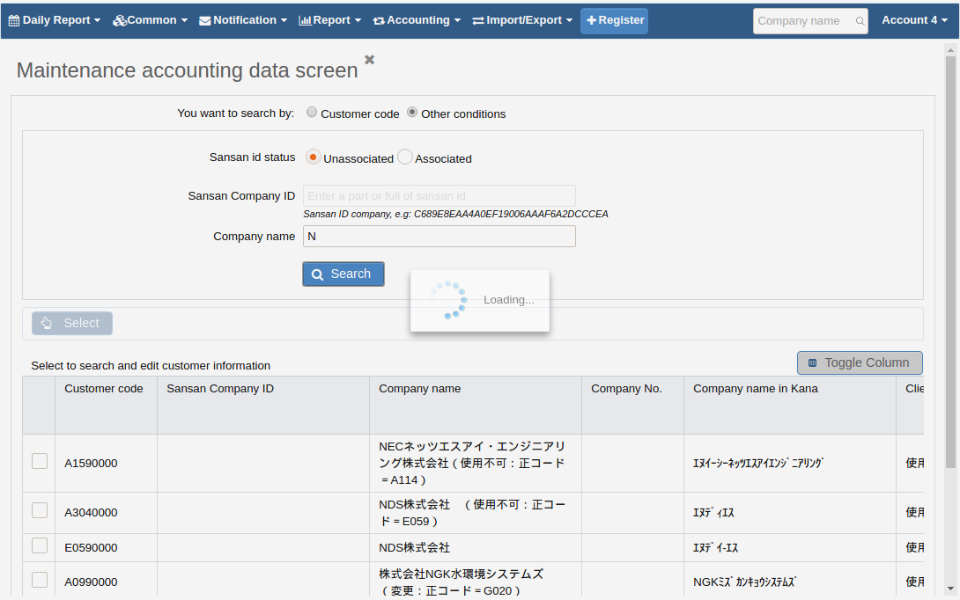 Daily Report Common Notification Report Accounting Import/Export Register Company name Account 4
Maintenance accounting data screen
You want to search by: Customer code Other conditions
Sansan id status Unassociated Associated
Sansan Company ID Enter a part or full of sansan id
Sansan ID company, e.g: C689E8EAA4A0EF19006AAAF6A2DCCCEA
Company name N
Search
Loading...
Select
Select to search and edit customer information Toggle Column
Customer code Sansan Company ID Company name Company No. Company name in Kana Clie
NECネッツエスアイ・エンジニアリ
A1590000 ング株式会社（使用不可：正コード ｴﾇｲｰｼｰﾈｯﾂｴｽｱｲｴﾝｼﾞﾆｱﾘﾝｸﾞ 使用
＝A114）
NDS株式会社 （使用不可：正コー
A3040000 ド＝E059） ｴﾇﾃﾞｨｴｽ 使用
E0590000 NDS株式会社 ｴﾇﾃﾞｲ-ｴｽ 使用
株式会社NGK水環境システムズ
A0990000 （変更：正コード＝G020） NGKﾐｽﾞｶﾝｷｮｳｼｽﾃﾑｽﾞ 使用